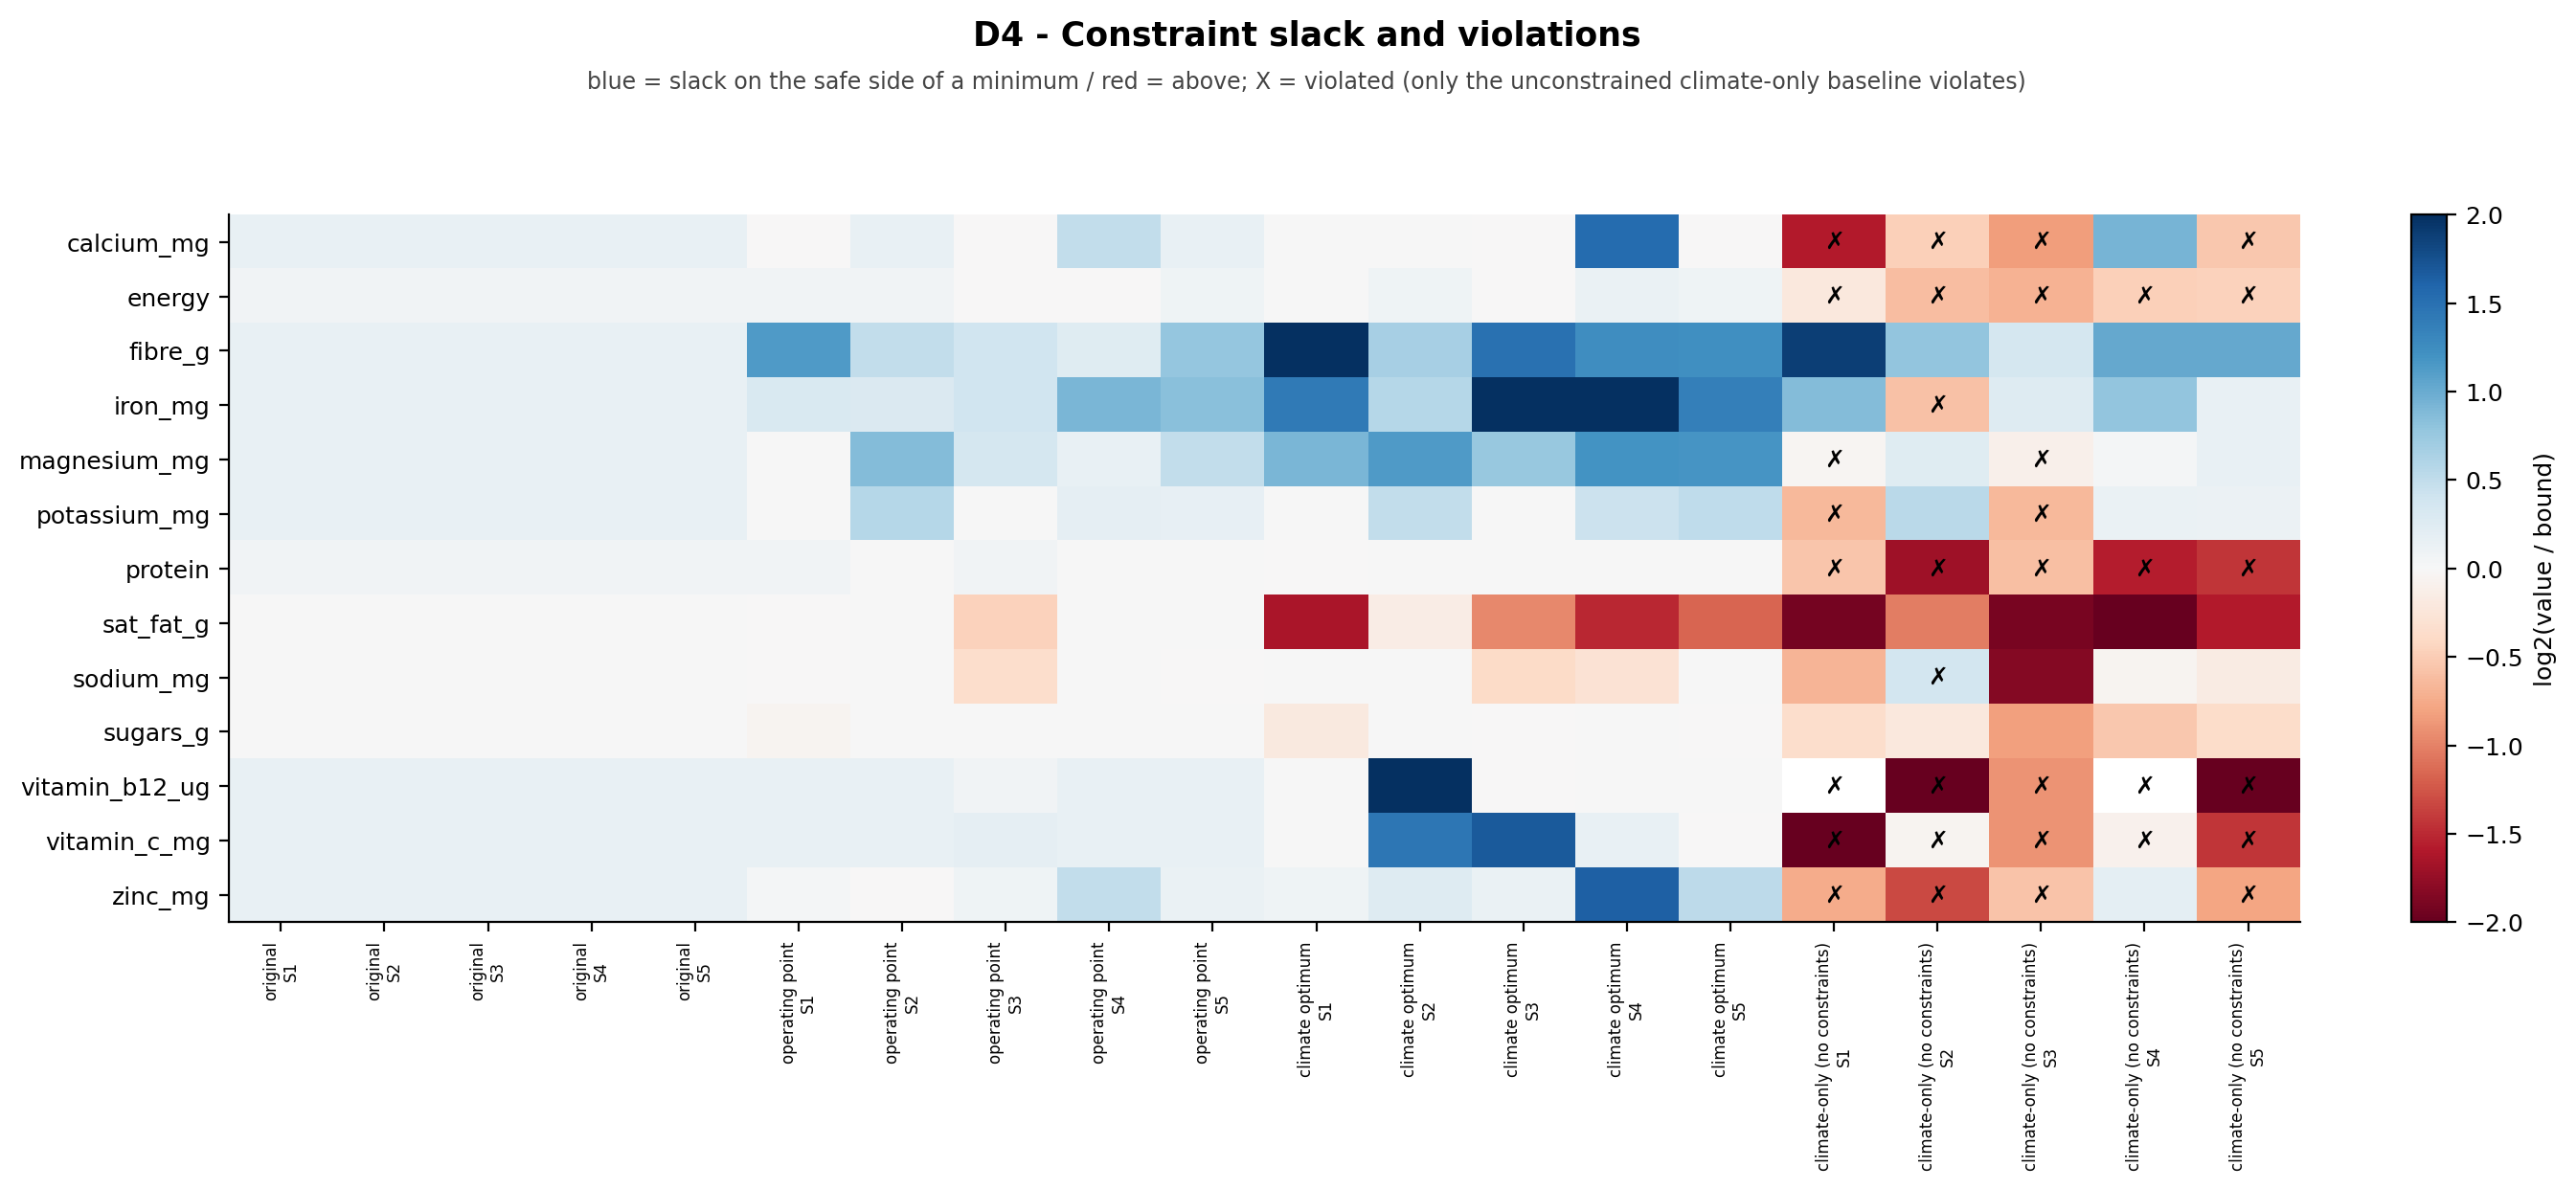 D4 - Constraint slack and violations
blue = slack on the safe side of a minimum / red = above; X = violated (only the unconstrained climate-only baseline violates)
calcium_mg
energy
fibre_g
iron_mg
magnesium_mg
potassium_mg
protein
sat_fat_g
sodium_mg
sugars_g
vitamin_b12_ug
vitamin_c_mg
zinc_mg
original
S1
original
S2
original
S3
original
S4
original
S5
operating point
S1
operating point
S2
operating point
S3
operating point
S4
operating point
S5
climate optimum
S1
climate optimum
S2
climate optimum
S3
climate optimum
S4
climate optimum
S5
climate-only (no constraints)
S1
climate-only (no constraints)
S2
climate-only (no constraints)
S3
climate-only (no constraints)
S4
climate-only (no constraints)
S5
2.0
1.5
1.0
0.5
0.0
−0.5
−1.0
−1.5
−2.0
log2(value / bound)